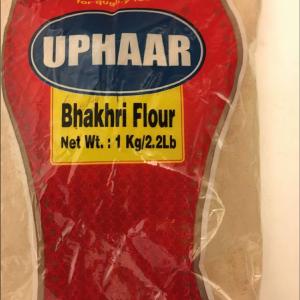 UPHAAR
Bhakhri Flour
Net Wt. : 1 Kg/2.2Lb